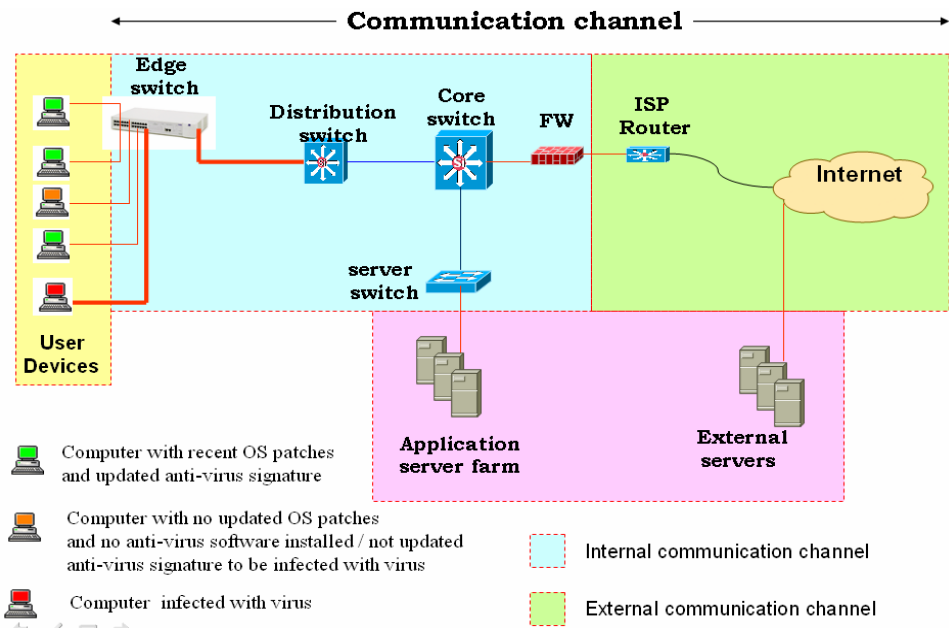 Communication channel
Edge
switch
Distribution
switch
Core
switch
FW
ISP
Router
Internet
Si
Si
server
switch
User
Devices
Application
server farm
External
servers
Computer with recent OS patches
and updated anti-virus signature
Computer with no updated OS patches
and no anti-virus software installed / not updated
anti-virus signature to be infected with virus
Computer infected with virus
Internal communication channel
External communication channel